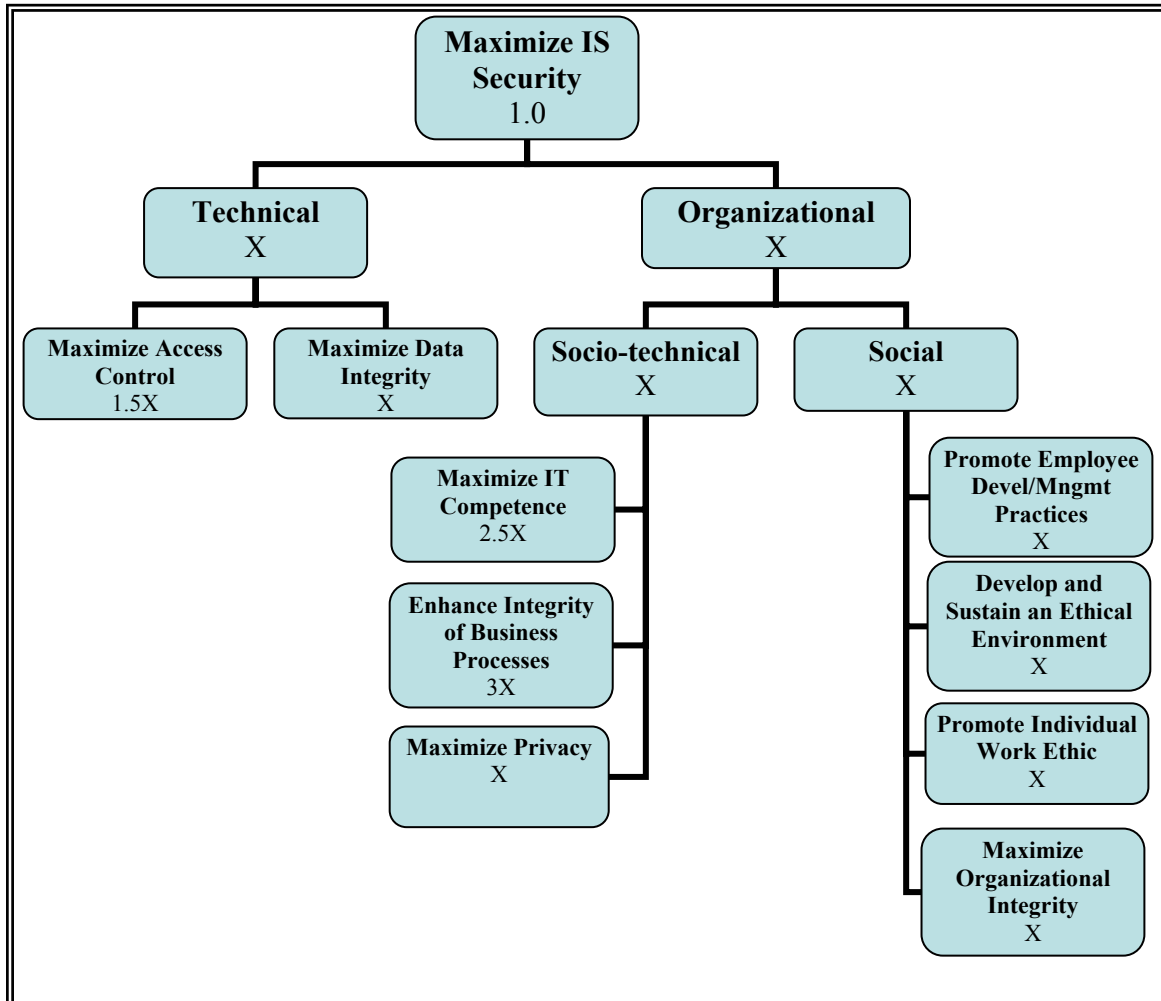 Maximize IS
Security
1.0
Technical
X
Organizational
X
Maximize Access
Control
1.5X
Maximize Data
Integrity
X
Socio-technical
X
Social
X
Maximize IT
Competence
2.5X
Enhance Integrity
of Business
Processes
3X
Maximize Privacy
X
Promote Employee
Devel/Mngmt
Practices
X
Develop and
Sustain an Ethical
Environment
X
Promote Individual
Work Ethic
X
Maximize
Organizational
Integrity
X